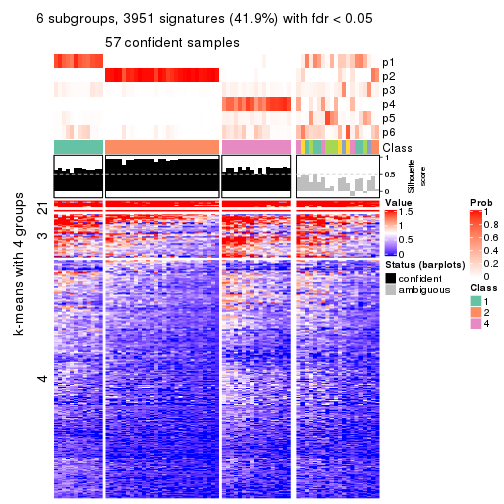 6 subgroups, 3951 signatures (41.9%) with fdr < 0.05
57 confident samples
p1
p2
p3
p4
p5
p6
Class
1
0.5
0
Silhouette
score
k-means with 4 groups
21
3
4
Value
1.5
1
0.5
0
Status (barplots)
confident
ambiguous
Prob
1
0.8
0.6
0.4
0.2
0
Class
1
2
4